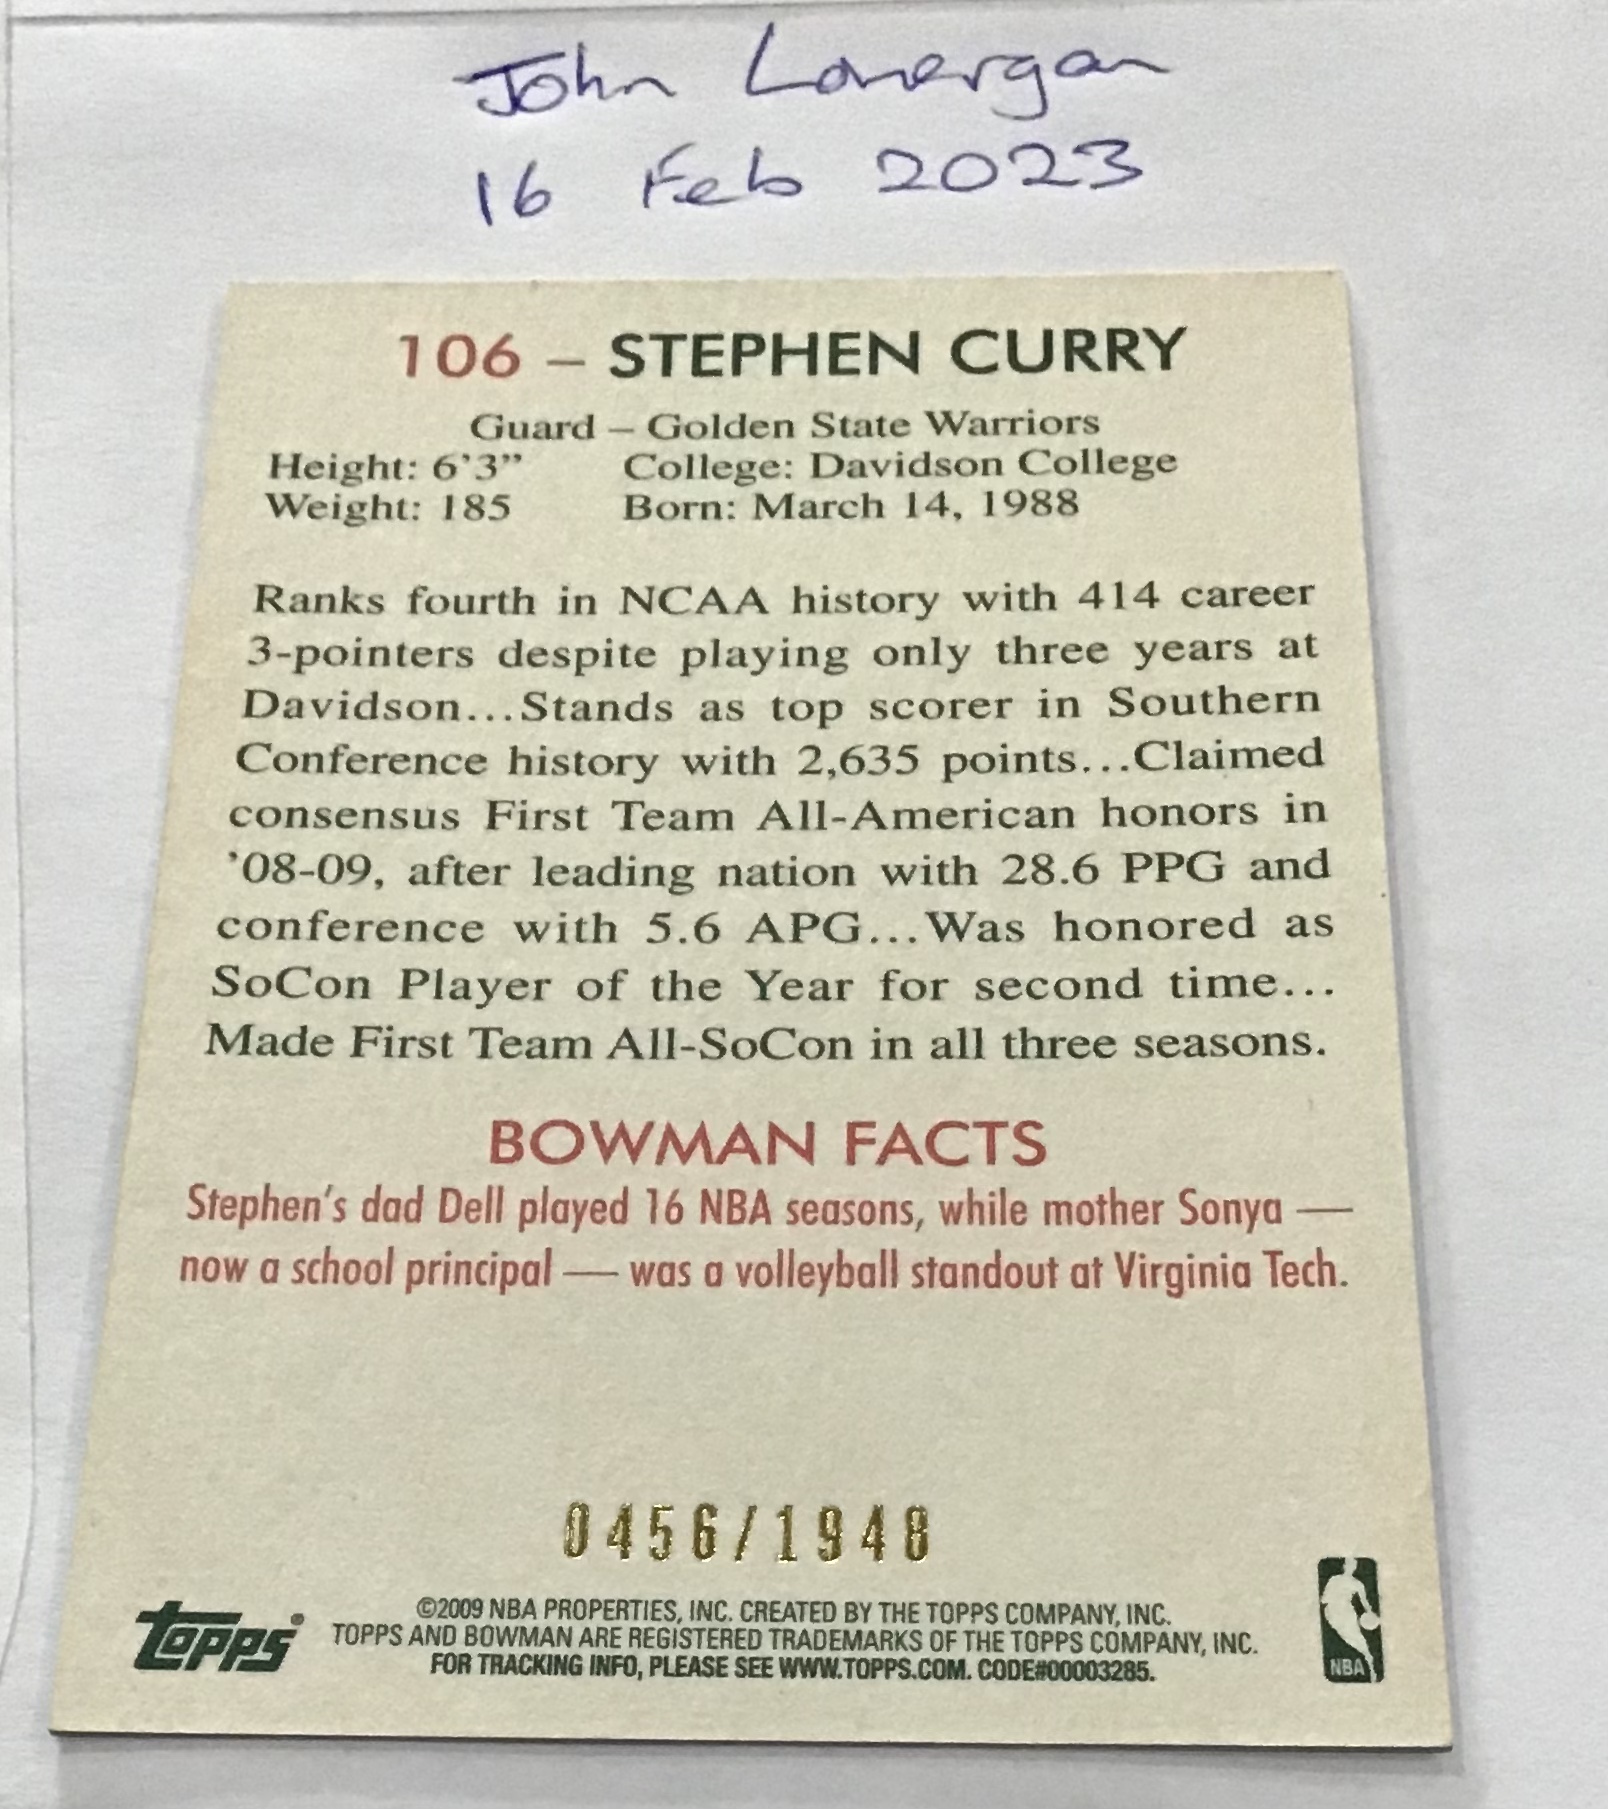 John Lonergan
16 Feb 2023
106 – STEPHEN CURRY
Guard – Golden State Warriors
Height: 6'3” College: Davidson College
Weight: 185 Born: March 14, 1988
Ranks fourth in NCAA history with 414 career
3-pointers despite playing only three years at
Davidson...Stands as top scorer in Southern
Conference history with 2,635 points...Claimed
consensus First Team All-American honors in
’08-09, after leading nation with 28.6 PPG and
conference with 5.6 APG...Was honored as
SoCon Player of the Year for second time...
Made First Team All-SoCon in all three seasons.
BOWMAN FACTS
Stephen's dad Dell played 16 NBA seasons, while mother Sonya —
now a school principal — was a volleyball standout at Virginia Tech.
0456/1948
©2009 NBA PROPERTIES, INC. CREATED BY THE TOPPS COMPANY, INC.
TOPPS AND BOWMAN ARE REGISTERED TRADEMARKS OF THE TOPPS COMPANY, INC.
FOR TRACKING INFO, PLEASE SEE WWW.TOPPS.COM. CODE#00003285.
topps
NBA